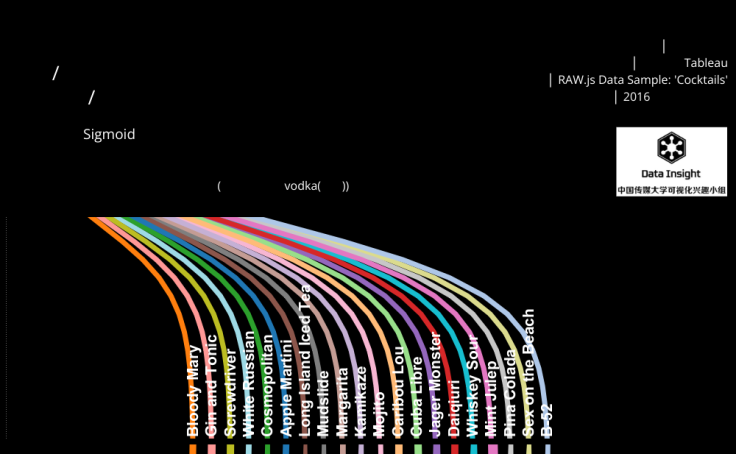 |
| Tableau
/
| RAW.js Data Sample: 'Cocktails'
/
| 2016
Sigmoid
Data Insight
中国传媒大学可视化兴趣小组
( vodka( ))
Bloody Mary
Gin and Tonic
Screwdriver
White Russian
Cosmopolitan
Apple Martini
Long Island Iced Tea
Mudslide
Margarita
Kamikaze
Mojito
Caribou Lou
Cuba Libre
Jager Monster
Daiquiri
Whiskey Sour
Mint Julep
Pina Colada
Sex on the Beach
B-52